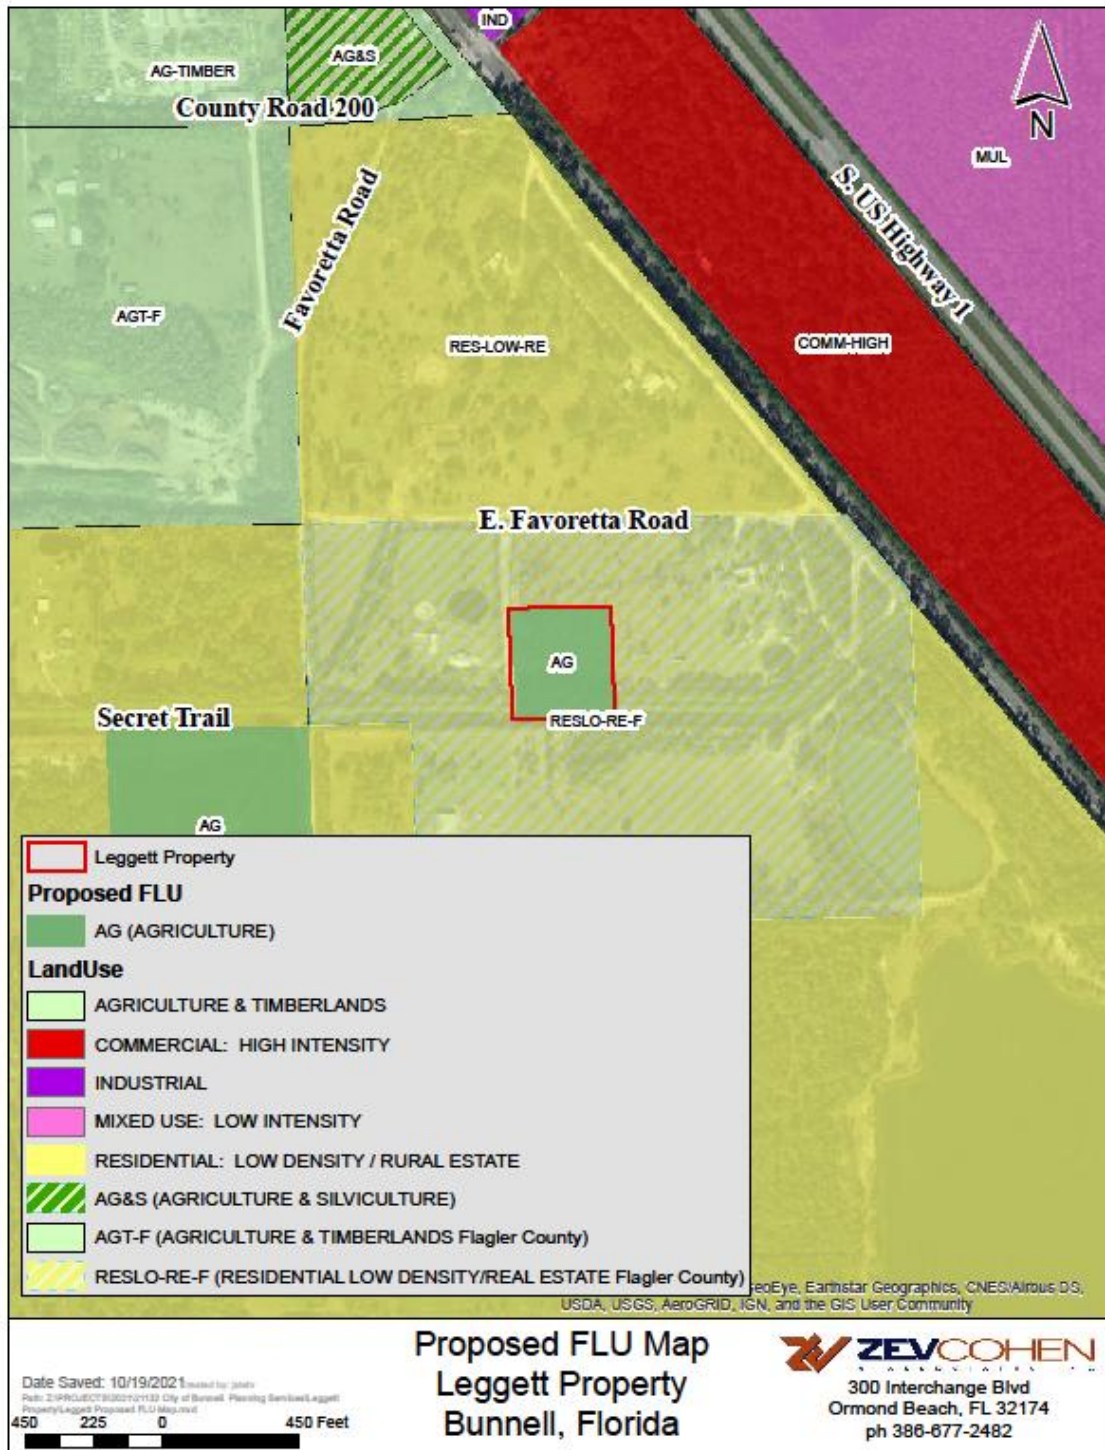 IND
AG&S
AG-TIMBER
County Road 200
N
MUL
S. US Highway 1
Favoretta Road
AGT-F
RES-LOW-RE
COMM-HIGH
E. Favoretta Road
AG
RESLO-RE-F
Secret Trail
AG
Leggett Property
Proposed FLU
AG (AGRICULTURE)
LandUse
AGRICULTURE & TIMBERLANDS
COMMERCIAL: HIGH INTENSITY
INDUSTRIAL
MIXED USE: LOW INTENSITY
RESIDENTIAL: LOW DENSITY / RURAL ESTATE
AG&S (AGRICULTURE & SILVICULTURE)
AGT-F (AGRICULTURE & TIMBERLANDS Flagler County)
RESLO-RE-F (RESIDENTIAL LOW DENSITY/REAL ESTATE Flagler County)
GeoEye, Earthstar Geographics, CNES/Airbus DS,
USDA, USGS, AeroGRID, IGN, and the GIS User Community
Proposed FLU Map
Leggett Property
Bunnell, Florida
Date Saved: 10/19/2021
450 225 0 450 Feet
ZEV COHEN
300 Interchange Blvd
Ormond Beach, FL 32174
ph 386-677-2482